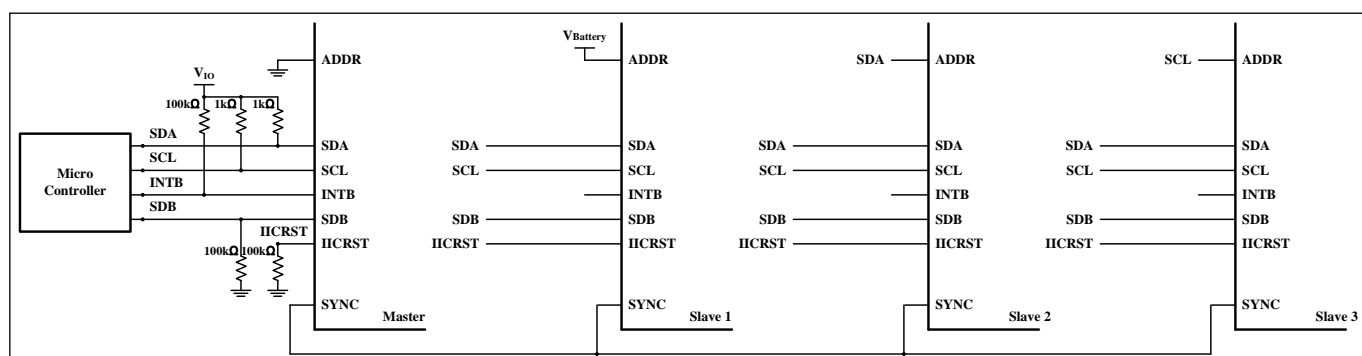 VBattery
ADDR
SDA
ADDR
SCL
ADDR
ADDR
VIO
100kΩ
1kΩ
1kΩ
SDA
SDA
SDA
SDA
SDA
SDA
SDA
SDA
Micro
Controller
SCL
SCL
SCL
SCL
SCL
SCL
SCL
SCL
INTB
INTB
INTB
INTB
INTB
SDB
SDB
SDB
SDB
SDB
SDB
SDB
SDB
IICRST
IICRST
IICRST
IICRST
IICRST
IICRST
IICRST
IICRST
100kΩ
100kΩ
SYNC
SYNC
SYNC
SYNC
Master
Slave 1
Slave 2
Slave 3